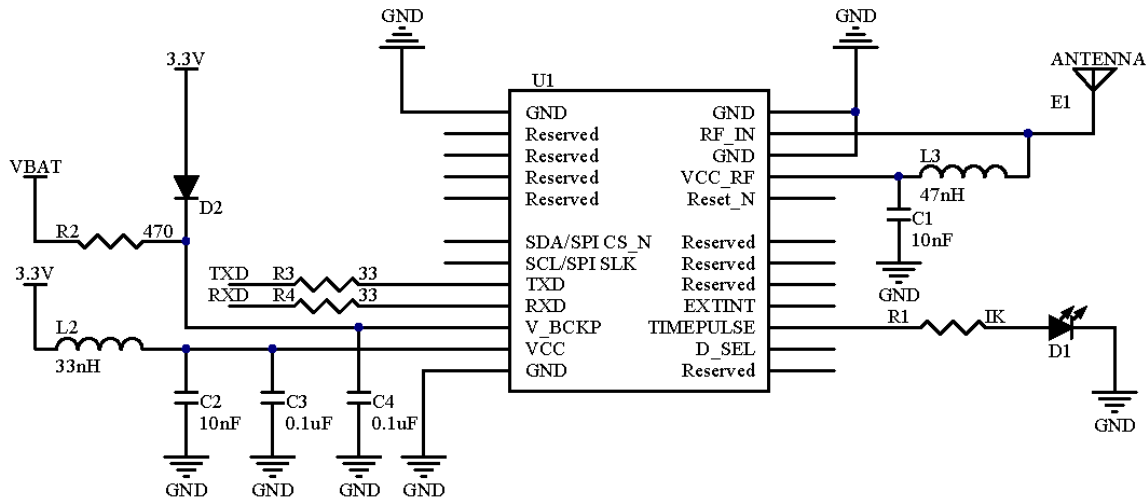 GND
GND
3.3V
ANTENNA
U1
E1
GND
GND
Reserved
RF_IN
Reserved
GND
L3
VBAT
Reserved
VCC_RF
47nH
D2
Reserved
Reset_N
C1
10nF
R2
470
SDA/SPI CS_N
Reserved
3.3V
TXD
R3
33
SCL/SPI SLK
Reserved
TXD
Reserved
GND
RXD
R4
33
RXD
EXTINT
L2
33nH
V_BCKP
TIMEPULSE
R1
1K
D1
VCC
D_SEL
GND
Reserved
C2
10nF
C3
0.1uF
C4
0.1uF
GND
GND
GND
GND
GND